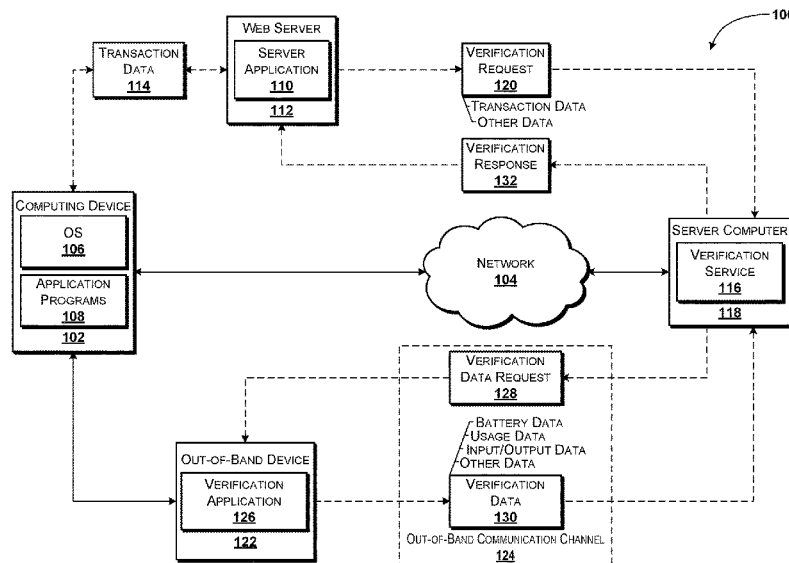 100
WEB SERVER
SERVER
APPLICATION
110
112
TRANSACTION
DATA
114
VERIFICATION
REQUEST
120
TRANSACTION DATA
OTHER DATA
VERIFICATION
RESPONSE
132
COMPUTING DEVICE
OS
106
APPLICATION
PROGRAMS
108
102
NETWORK
104
SERVER COMPUTER
VERIFICATION
SERVICE
116
118
VERIFICATION
DATA REQUEST
128
BATTERY DATA
USAGE DATA
INPUT/OUTPUT DATA
OTHER DATA
OUT-OF-BAND DEVICE
VERIFICATION
APPLICATION
126
122
VERIFICATION
DATA
130
OUT-OF-BAND COMMUNICATION CHANNEL
124